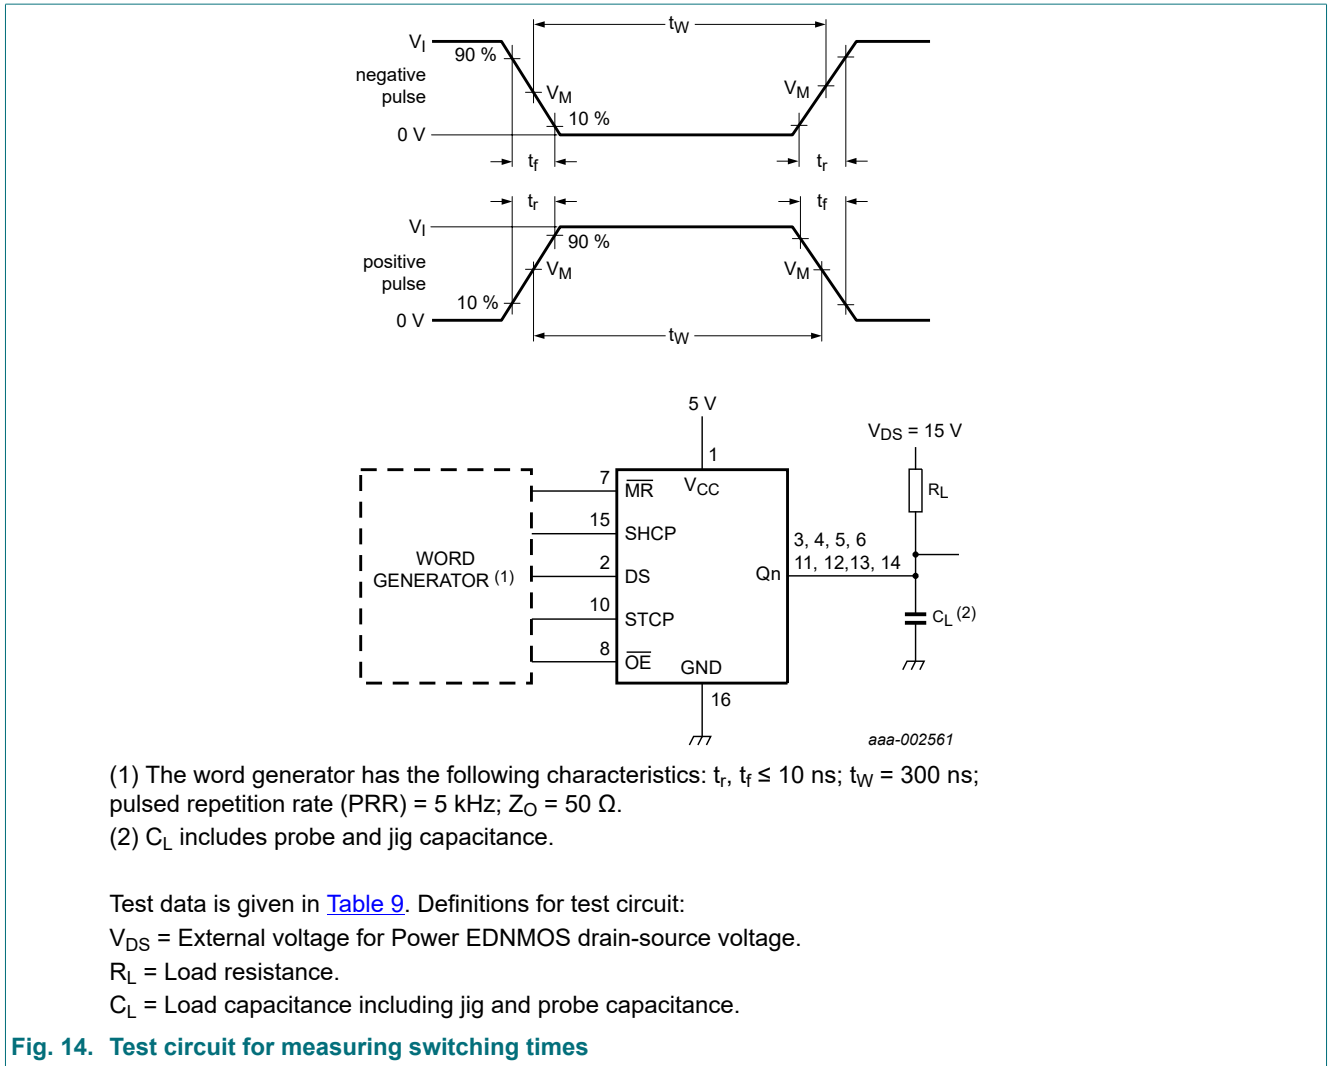 tW
VI
90 %
negative
pulse
VM
VM
10 %
0 V
tf
tr
tr
tf
VI
90 %
positive
pulse
VM
VM
10 %
0 V
tW
5 V
VDS = 15 V
1
7
MR
VCC
RL
15
SHCP
3, 4, 5, 6
WORD
GENERATOR (1)
2
DS
Qn
11, 12,13, 14
10
STCP
CL (2)
8
OE
GND
16
aaa-002561
(1) The word generator has the following characteristics: tr, tf ≤ 10 ns; tW = 300 ns;
pulsed repetition rate (PRR) = 5 kHz; ZO = 50 Ω.
(2) CL includes probe and jig capacitance.
Test data is given in Table 9. Definitions for test circuit:
VDS = External voltage for Power EDNMOS drain-source voltage.
RL = Load resistance.
CL = Load capacitance including jig and probe capacitance.
Fig. 14. Test circuit for measuring switching times